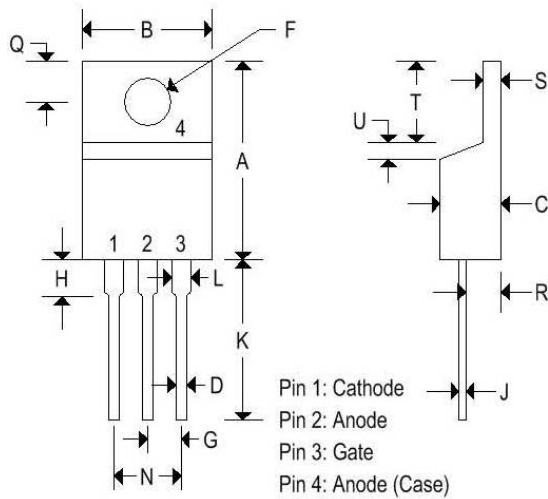 B
F
Q
S
T
4
U
A
C
1 2 3
H
L
R
K
D
J
Pin 1: Cathode
G
Pin 2: Anode
N
Pin 3: Gate
Pin 4: Anode (Case)